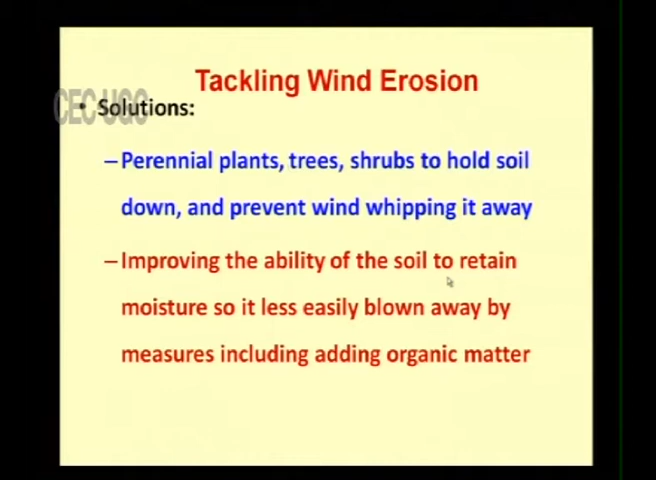 Tackling Wind Erosion
CEC-UGC
• Solutions:
–Perennial plants, trees, shrubs to hold soil
down, and prevent wind whipping it away
–Improving the ability of the soil to retain
moisture so it less easily blown away by
measures including adding organic matter